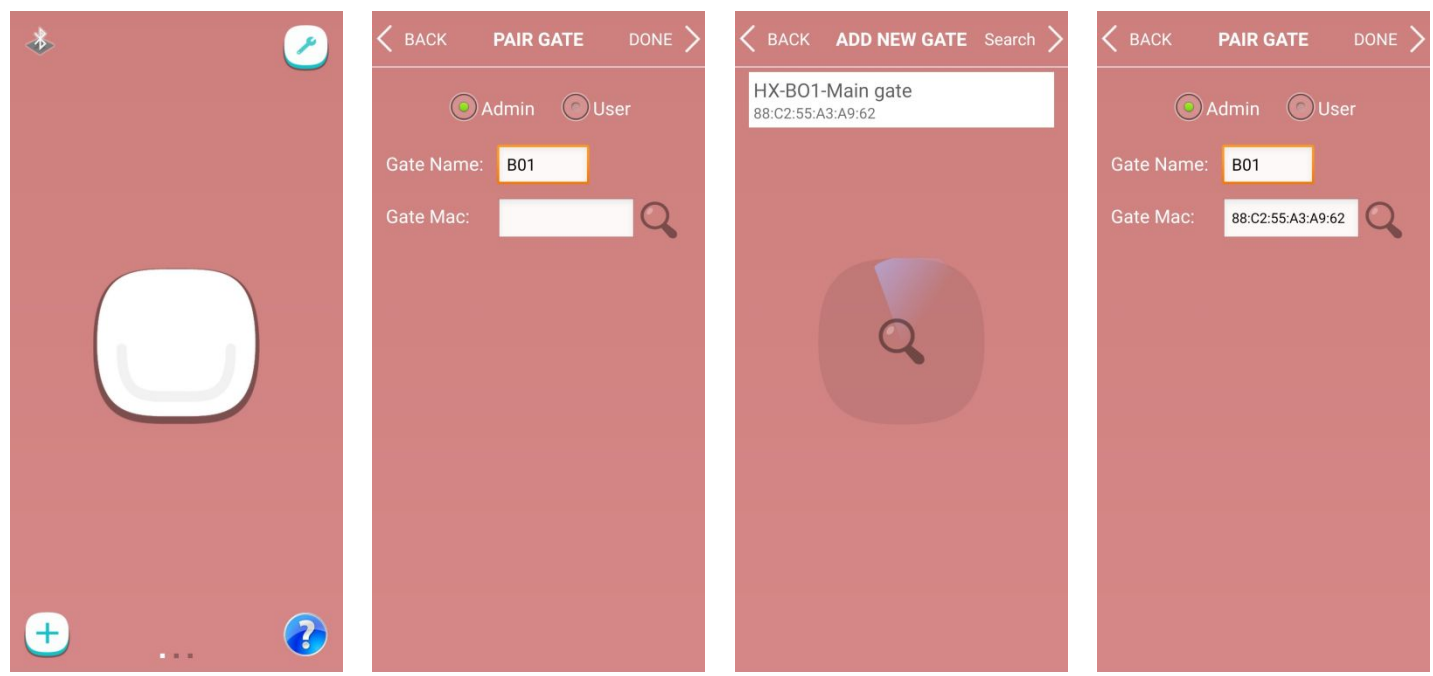 BACK PAIR GATE DONE
Admin User
Gate Name: B01
Gate Mac:
BACK ADD NEW GATE Search
HX-BO1-Main gate
88:C2:55:A3:A9:62
BACK PAIR GATE DONE
Admin User
Gate Name: B01
Gate Mac: 88:C2:55:A3:A9:62